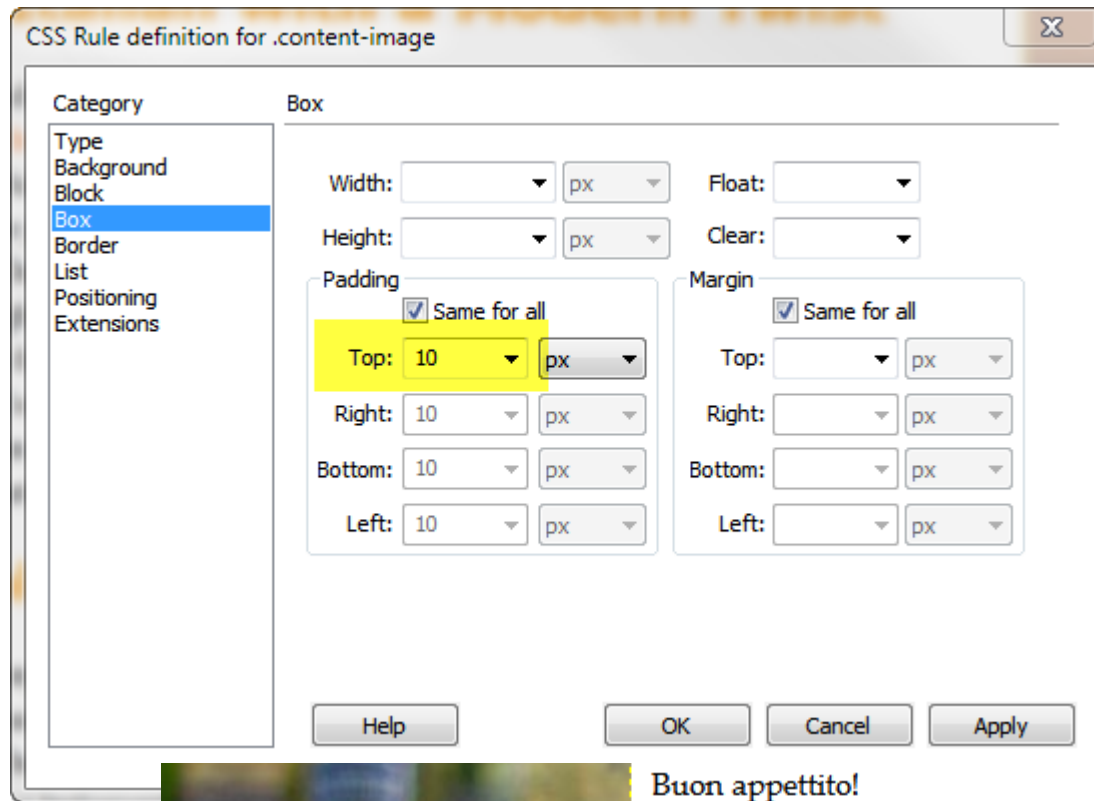 CSS Rule definition for .content-image
Category
Type
Background
Block
Box
Border
List
Positioning
Extensions
Box
Width: px Float:
Height: px Clear:
Padding
Same for all
Top: 10 px
Right: 10 px
Bottom: 10 px
Left: 10 px
Margin
Same for all
Top: px
Right: px
Bottom: px
Left: px
Help OK Cancel Apply
Buon appettito!